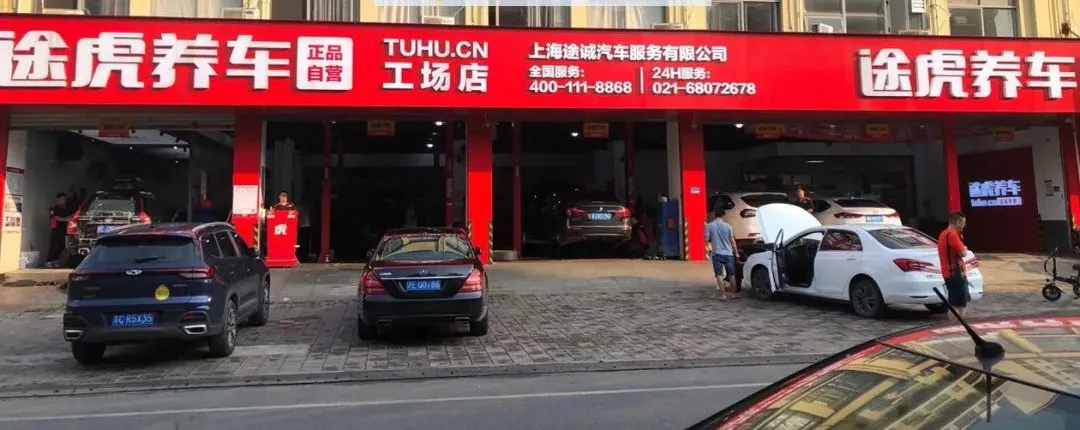 途虎养车
正品
自营
TUHU.CN
工场店
上海途诚汽车服务有限公司
全国服务:
400-111-8868
24H服务:
021-68072678
途虎养车
途虎养车
虎